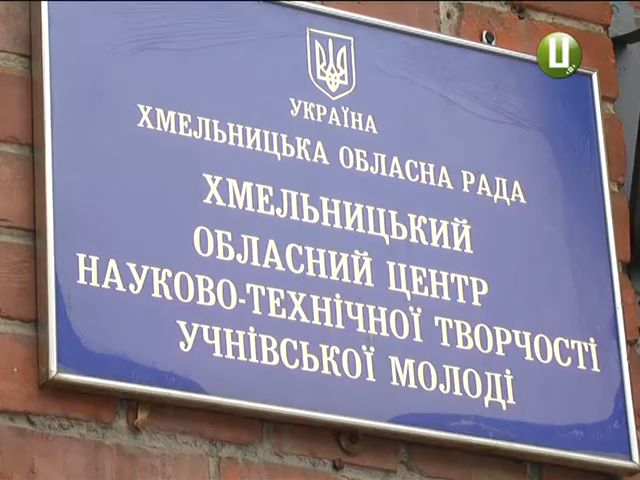 Ц
УКРАЇНА
ХМЕЛЬНИЦЬКА ОБЛАСНА РАДА
ХМЕЛЬНИЦЬКИЙ
ОБЛАСНИЙ ЦЕНТР
НАУКОВО-ТЕХНІЧНОЇ ТВОРЧОСТІ
УЧНІВСЬКОЇ МОЛОДІ